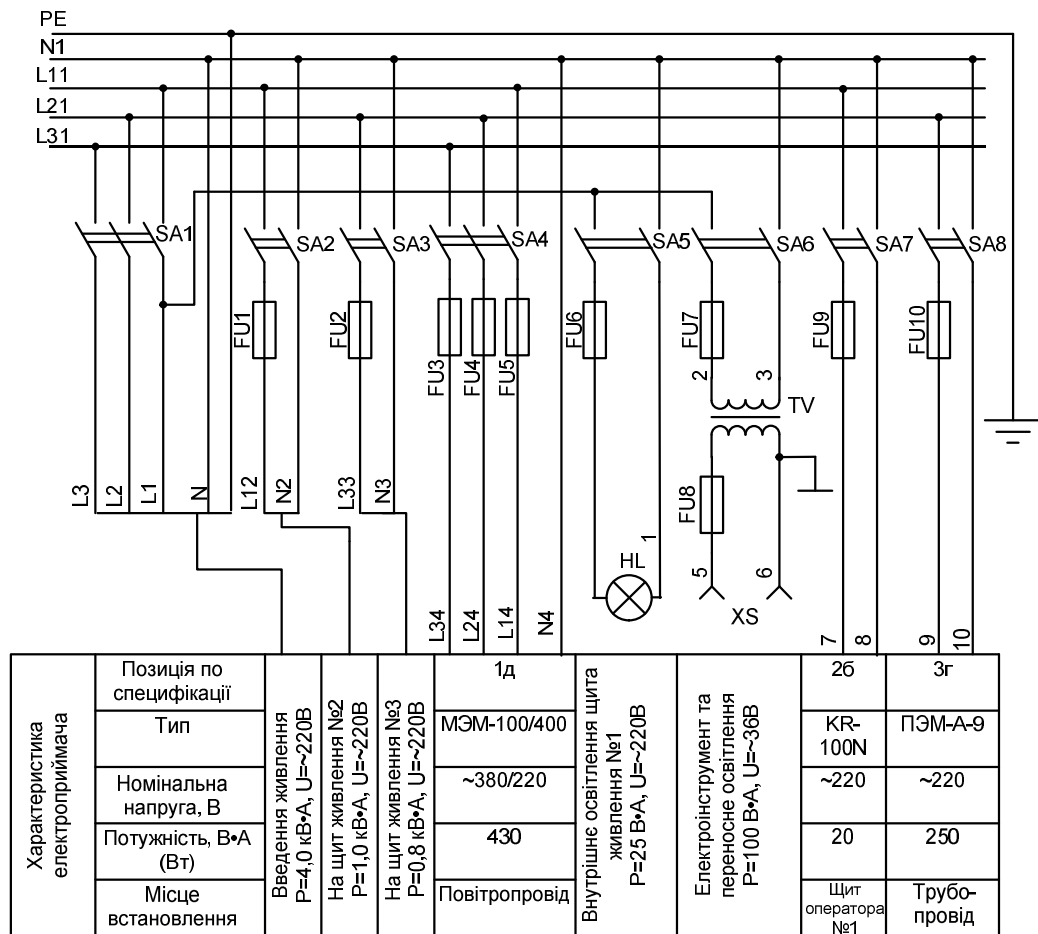 PE
N1
L11
L21
L31
SA1
SA2
SA3
SA4
SA5
SA6
SA7
SA8
FU1
FU2
FU3
FU4
FU5
FU6
FU7
FU9
FU10
2
3
TV
FU8
L3
L2
L1
N
L12
N2
L33
N3
HL
1
5
6
XS
L34
L24
L14
N4
7
8
9
10
Характеристика
електроприймача
Позиція по
специфікації
Тип
Номінальна
напруга, В
Потужність, В•А
(Вт)
Місце
встановлення
Введення живлення
P=4,0 кВ•А, U=~220В
На щит живлення №2
P=1,0 кВ•А, U=~220В
На щит живлення №3
P=0,8 кВ•А, U=~220В
1д
МЭМ-100/400
~380/220
430
Повітропровід
Внутрішнє освітлення щита
живлення №1
P=25 В•А, U=~220В
Електроінструмент та
переносне освітлення
P=100 В•А, U=~36В
2б
KR-
100N
~220
20
Щит
оператора
№1
3г
ПЭМ-А-9
~220
250
Трубо-
провід